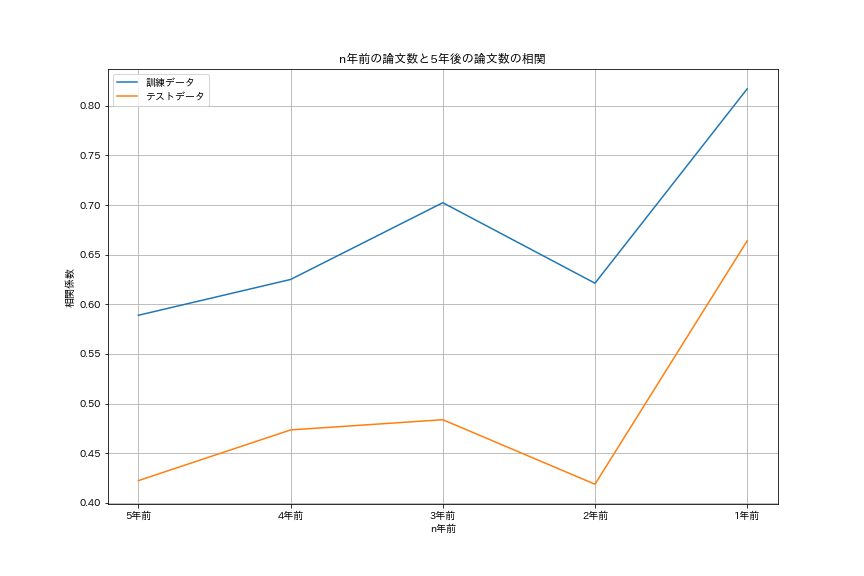 n年前の論文数と5年後の論文数の相関
訓練データ
テストデータ
0.80
0.75
0.70
0.65
0.60
0.55
0.50
0.45
0.40
相関係数
5年前
4年前
3年前
2年前
1年前
n年前